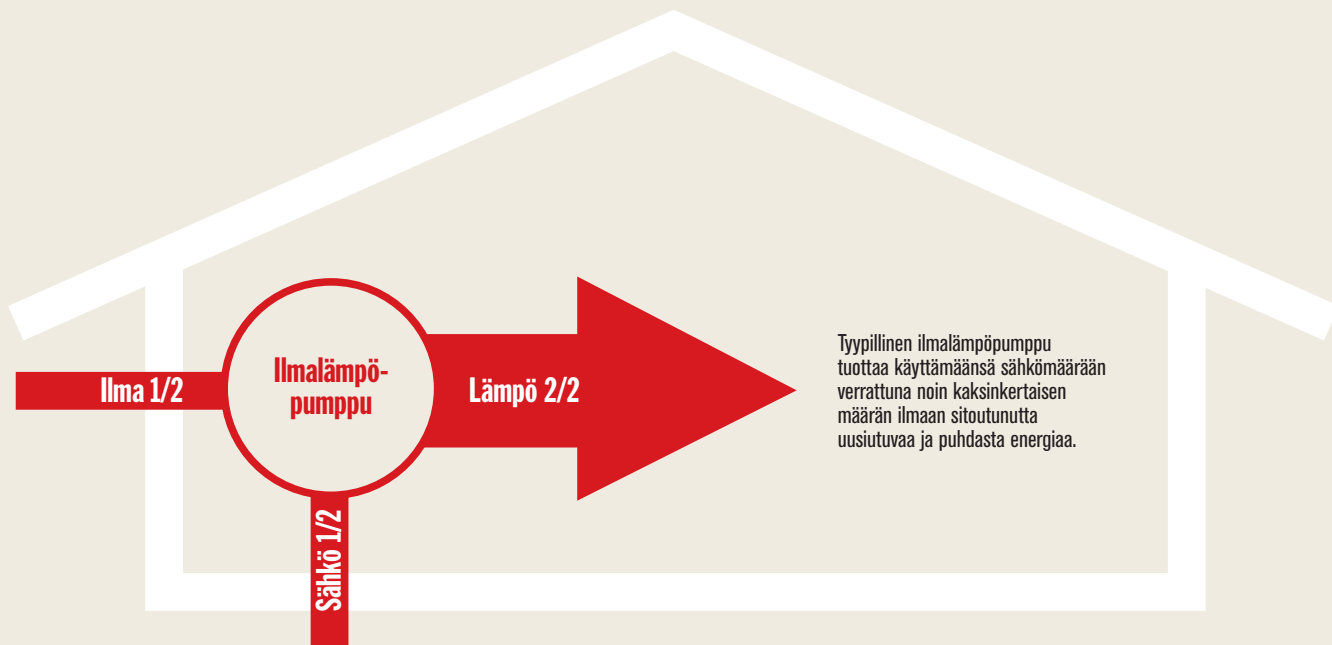 Ilma 1/2
Ilmalämpö-
pumppu
Lämpö 2/2
Sähkö 1/2
Tyypillinen ilmalämpöpumppu
tuottaa käyttämäänsä sähkömäärään
verrattuna noin kaksinkertaisen
määrän ilmaan sitoutunutta
uusiutuvaa ja puhdasta energiaa.